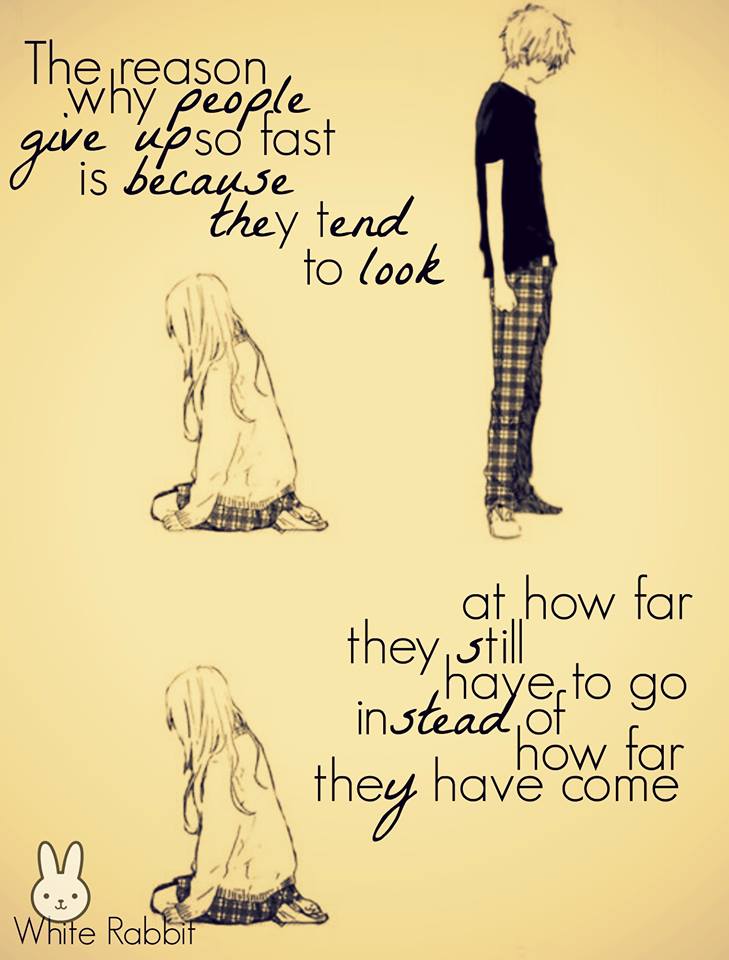 The reason
why people
give up so fast
is because
they tend
to look
at how far
they still
have to go
instead of
how far
they have come
White Rabbit